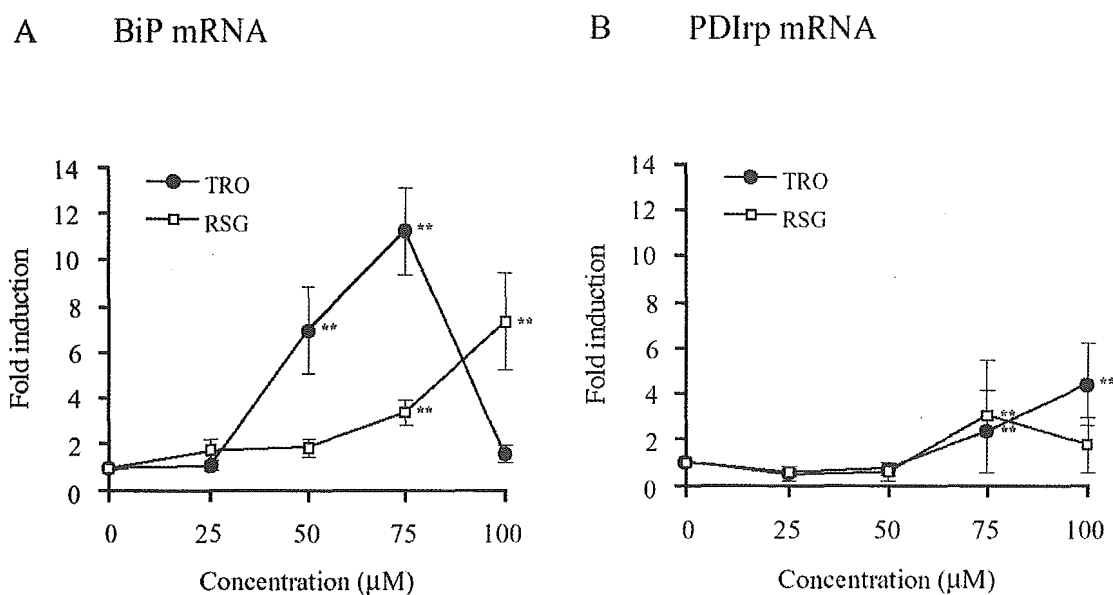 A BiP mRNA
B PDIrp mRNA
14
12
10
8
6
4
2
0
Fold induction
TRO
RSG
**
**
**
**
0 25 50 75 100
Concentration (µM)
14
12
10
8
6
4
2
0
Fold induction
TRO
RSG
**
**
**
0 25 50 75 100
Concentration (µM)